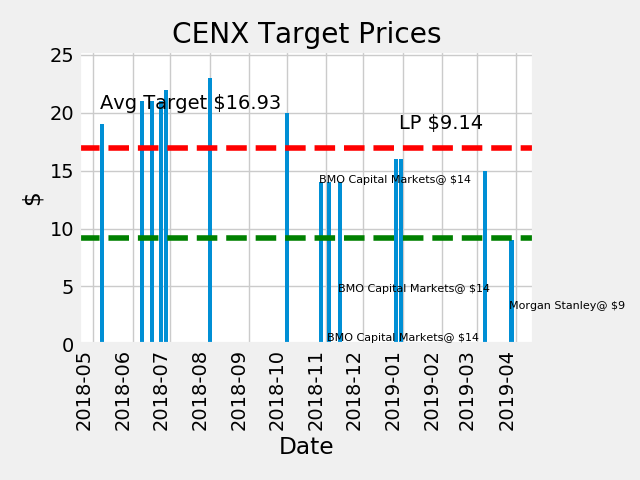 CENX Target Prices
25
Avg Target $16.93
20
LP $9.14
15
BMO Capital Markets@ $14
10
BMO Capital Markets@ $14
5
Morgan Stanley@ $9
BMO Capital Markets@ $14
0
$
2018-05
2018-06
2018-07
2018-08
2018-09
2018-10
2018-11
2018-12
2019-01
2019-02
2019-03
2019-04
Date